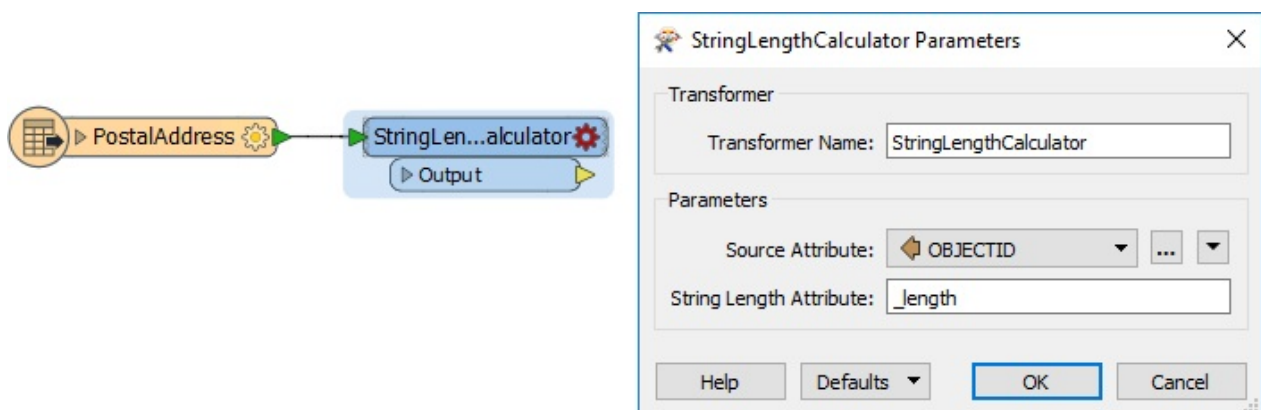 PostalAddress
StringLen...alculator
Output
StringLengthCalculator Parameters
Transformer
Transformer Name: StringLengthCalculator
Parameters
Source Attribute: OBJECTID ...
String Length Attribute: _length
Help Defaults OK Cancel